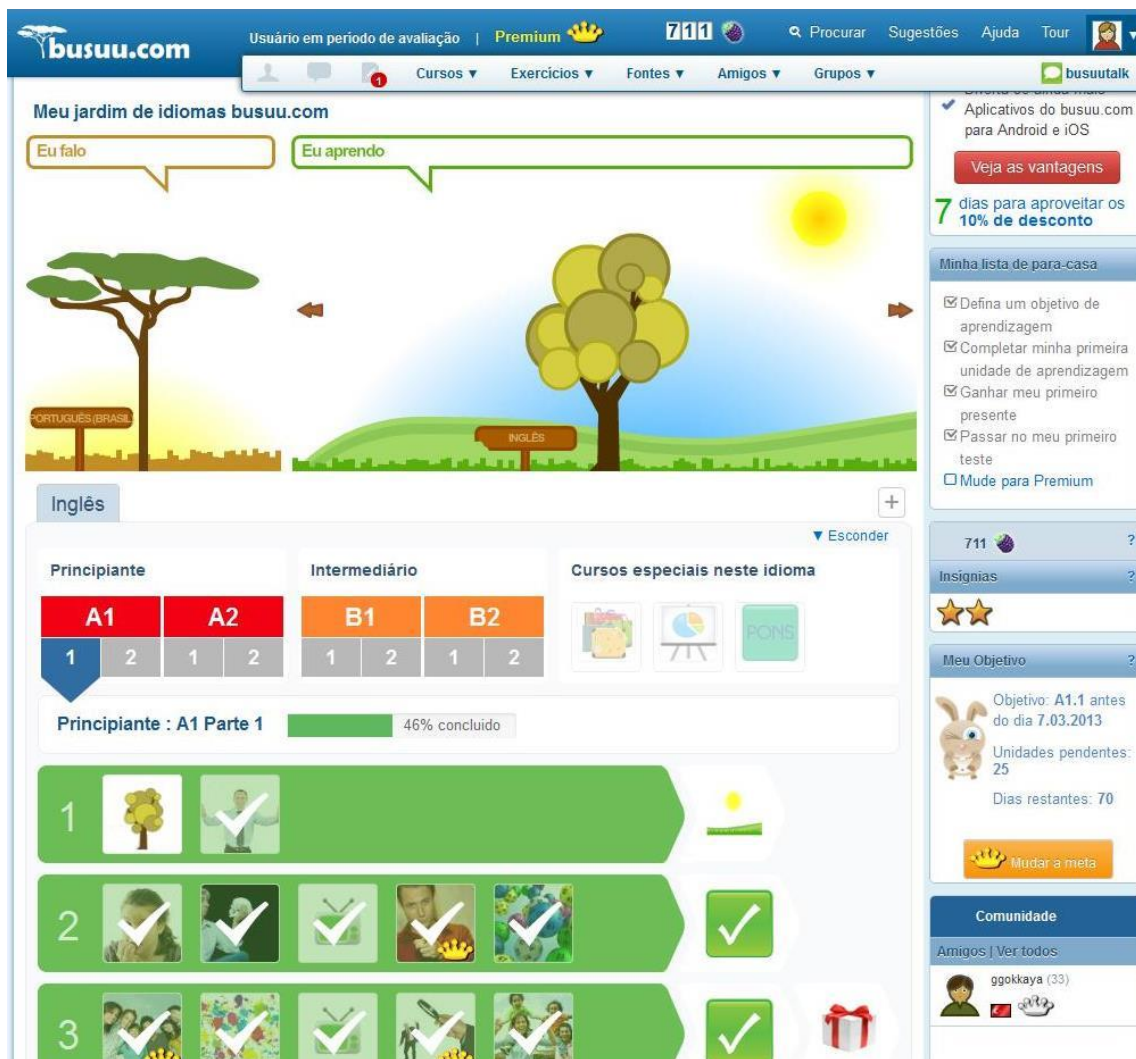 busuu.com
Usuário em periodo de avaliação | Premium
711
Procurar
Sugestões
Ajuda
Tour
1
Cursos ▼
Exercícios ▼
Fontes ▼
Amigos ▼
Grupos ▼
busuutalk
Meu jardim de idiomas busuu.com
Eu falo
Eu aprendo
PORTUGUÊS (BRASIL)
INGLÊS
Inglês
+
▼ Esconder
Principiante
Intermediário
Cursos especiais neste idioma
A1 A2 B1 B2
1 2 1 2 1 2 1 2
PONS
Principiante : A1 Parte 1
46% concluido
1
2
3
Aplicativos do busuu.com
para Android e iOS
Veja as vantagens
7 dias para aproveitar os
10% de desconto
Minha lista de para-casa
Defina um objetivo de
aprendizagem
Completar minha primeira
unidade de aprendizagem
Ganhar meu primeiro
presente
Passar no meu primeiro
teste
Mude para Premium
711 ?
Insígnias ?
Meu Objetivo ?
Objetivo: A1.1 antes
do dia 7.03.2013
Unidades pendentes:
25
Dias restantes: 70
Mudar a meta
Comunidade
Amigos | Ver todos
ggokkaya (33)